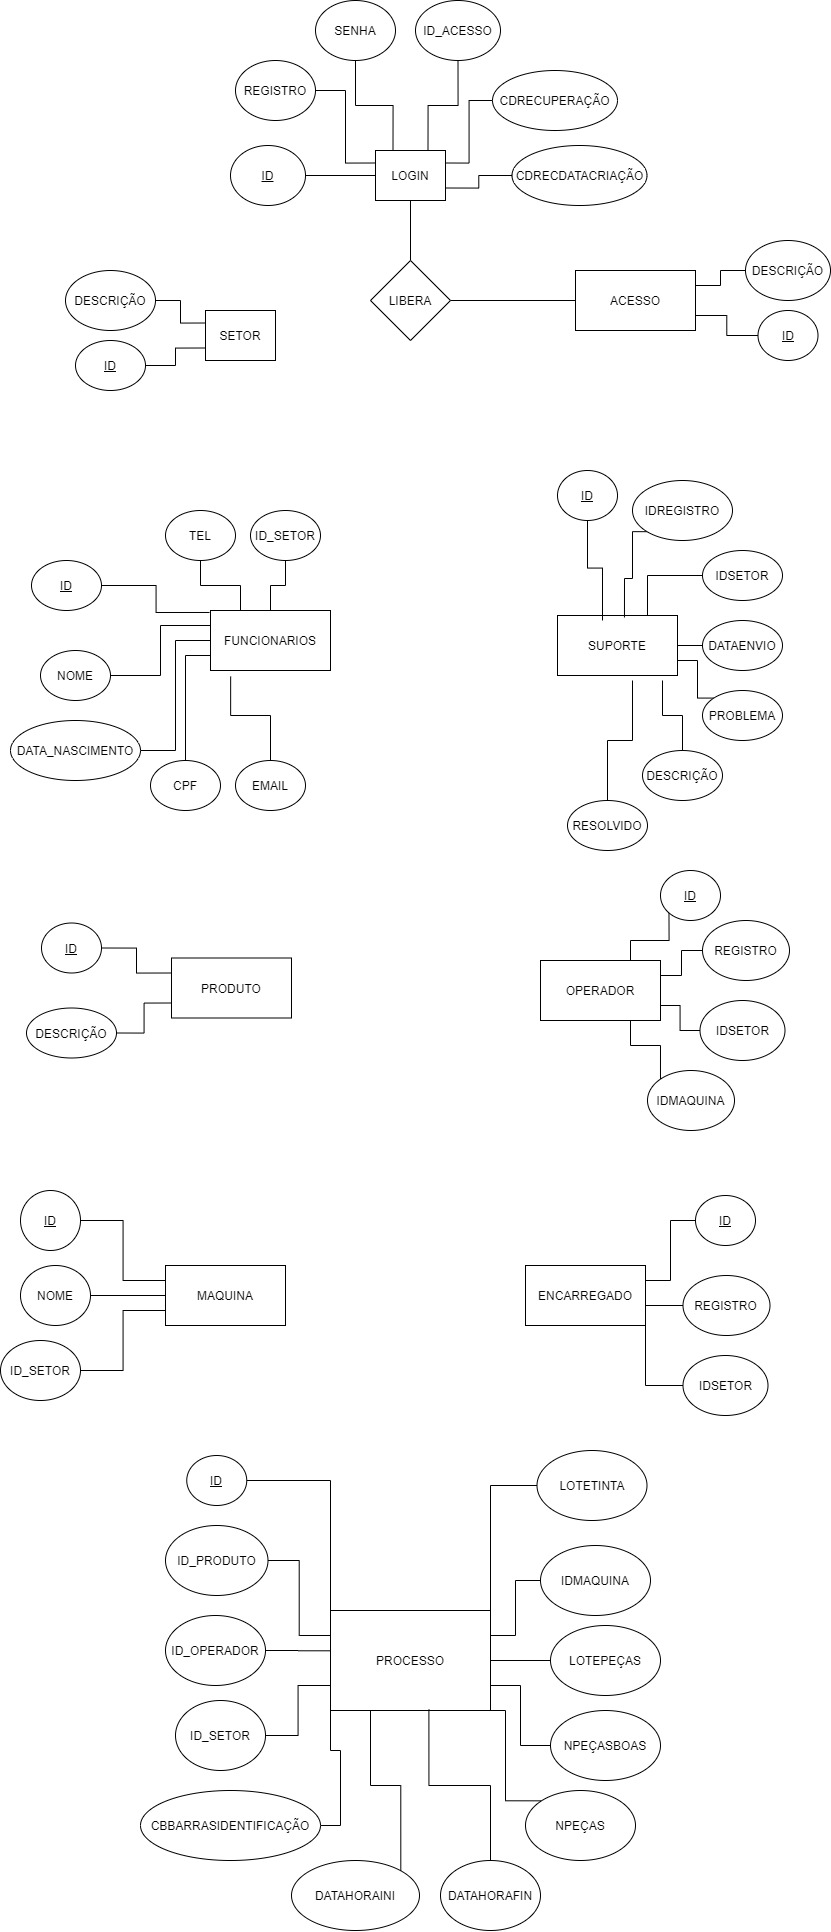 SENHA
ID_ACESSO
REGISTRO
CDRECUPERAÇÃO
ID
LOGIN
CDRECDATACRIAÇÃO
DESCRIÇÃO
DESCRIÇÃO
LIBERA
ACESSO
SETOR
ID
ID
ID
IDREGISTRO
TEL
ID_SETOR
ID
IDSETOR
FUNCIONARIOS
SUPORTE
DATAENVIO
NOME
PROBLEMA
DATA_NASCIMENTO
CPF
EMAIL
DESCRIÇÃO
RESOLVIDO
ID
ID
REGISTRO
PRODUTO
OPERADOR
DESCRIÇÃO
IDSETOR
IDMAQUINA
ID
ID
NOME
MAQUINA
ENCARREGADO
REGISTRO
ID_SETOR
IDSETOR
ID
LOTETINTA
ID_PRODUTO
IDMAQUINA
ID_OPERADOR
PROCESSO
LOTEPEÇAS
ID_SETOR
NPEÇASBOAS
CBBARRASIDENTIFICAÇÃO
NPEÇAS
DATAHORAINI
DATAHORAFIN